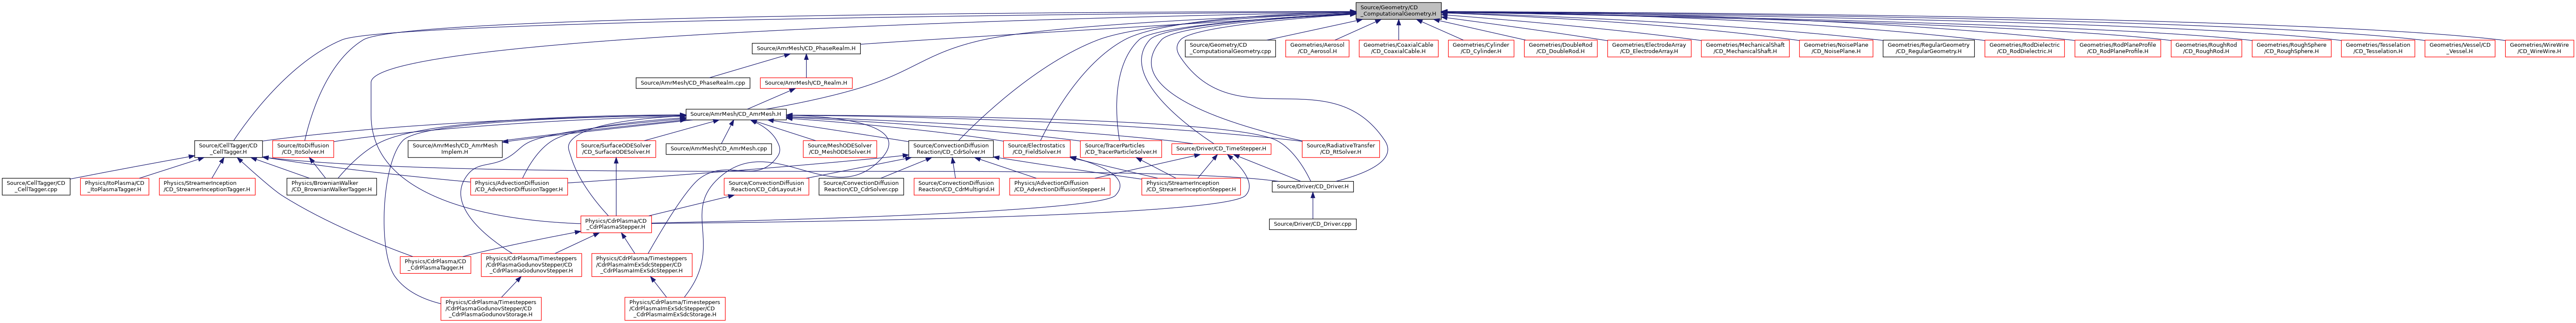 Source/Geometry/CD
_ComputationalGeometry.H
Source/AmrMesh/CD_PhaseRealm.H
Source/Geometry/CD
_ComputationalGeometry.cpp
Geometries/Aerosol
/CD_Aerosol.H
Geometries/CoaxialCable
/CD_CoaxialCable.H
Geometries/Cylinder
/CD_Cylinder.H
Geometries/DoubleRod
/CD_DoubleRod.H
Geometries/ElectrodeArray
/CD_ElectrodeArray.H
Geometries/MechanicalShaft
/CD_MechanicalShaft.H
Geometries/NoisePlane
/CD_NoisePlane.H
Geometries/RegularGeometry
/CD_RegularGeometry.H
Geometries/RodDielectric
/CD_RodDielectric.H
Geometries/RodPlaneProfile
/CD_RodPlaneProfile.H
Geometries/RoughRod
/CD_RoughRod.H
Geometries/RoughSphere
/CD_RoughSphere.H
Geometries/Tesselation
/CD_Tesselation.H
Geometries/Vessel/CD
_Vessel.H
Geometries/WireWire
/CD_WireWire.H
Source/AmrMesh/CD_PhaseRealm.cpp
Source/AmrMesh/CD_Realm.H
Source/AmrMesh/CD_AmrMesh.H
Source/CellTagger/CD
_CellTagger.H
Source/ItoDiffusion
/CD_ItoSolver.H
Source/AmrMesh/CD_AmrMesh
Implem.H
Source/SurfaceODESolver
/CD_SurfaceODESolver.H
Source/AmrMesh/CD_AmrMesh.cpp
Source/MeshODESolver
/CD_MeshODESolver.H
Source/ConvectionDiffusion
Reaction/CD_CdrSolver.H
Source/Electrostatics
/CD_FieldSolver.H
Source/TracerParticles
/CD_TracerParticleSolver.H
Source/Driver/CD_TimeStepper.H
Source/RadiativeTransfer
/CD_RtSolver.H
Source/CellTagger/CD
_CellTagger.cpp
Physics/ItoPlasma/CD
_ItoPlasmaTagger.H
Physics/StreamerInception
/CD_StreamerInceptionTagger.H
Physics/BrownianWalker
/CD_BrownianWalkerTagger.H
Physics/AdvectionDiffusion
/CD_AdvectionDiffusionTagger.H
Source/ConvectionDiffusion
Reaction/CD_CdrLayout.H
Source/ConvectionDiffusion
Reaction/CD_CdrSolver.cpp
Source/ConvectionDiffusion
Reaction/CD_CdrMultigrid.H
Physics/AdvectionDiffusion
/CD_AdvectionDiffusionStepper.H
Physics/StreamerInception
/CD_StreamerInceptionStepper.H
Source/Driver/CD_Driver.H
Physics/CdrPlasma/CD
_CdrPlasmaStepper.H
Source/Driver/CD_Driver.cpp
Physics/CdrPlasma/CD
_CdrPlasmaTagger.H
Physics/CdrPlasma/Timesteppers
/CdrPlasmaGodunovStepper/CD
_CdrPlasmaGodunovStepper.H
Physics/CdrPlasma/Timesteppers
/CdrPlasmaImExSdcStepper/CD
_CdrPlasmaImExSdcStepper.H
Physics/CdrPlasma/Timesteppers
/CdrPlasmaGodunovStepper/CD
_CdrPlasmaGodunovStorage.H
Physics/CdrPlasma/Timesteppers
/CdrPlasmaImExSdcStepper/CD
_CdrPlasmaImExSdcStorage.H